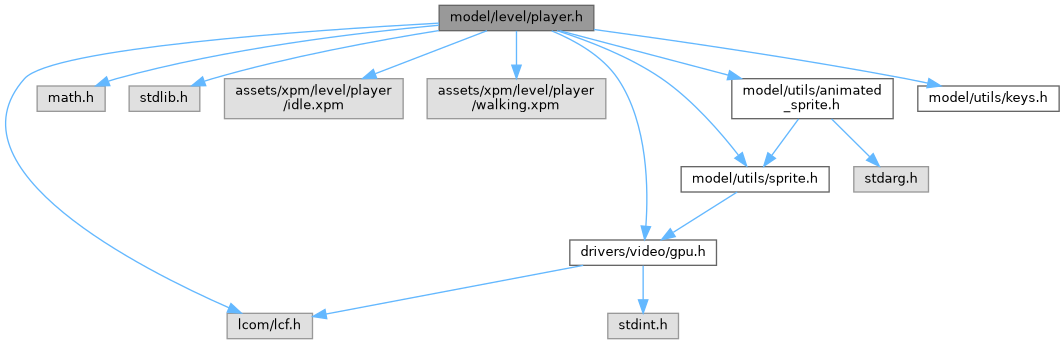 model/level/player.h
math.h
stdlib.h
assets/xpm/level/player
/idle.xpm
assets/xpm/level/player
/walking.xpm
model/utils/animated
_sprite.h
model/utils/keys.h
model/utils/sprite.h
stdarg.h
drivers/video/gpu.h
lcom/lcf.h
stdint.h